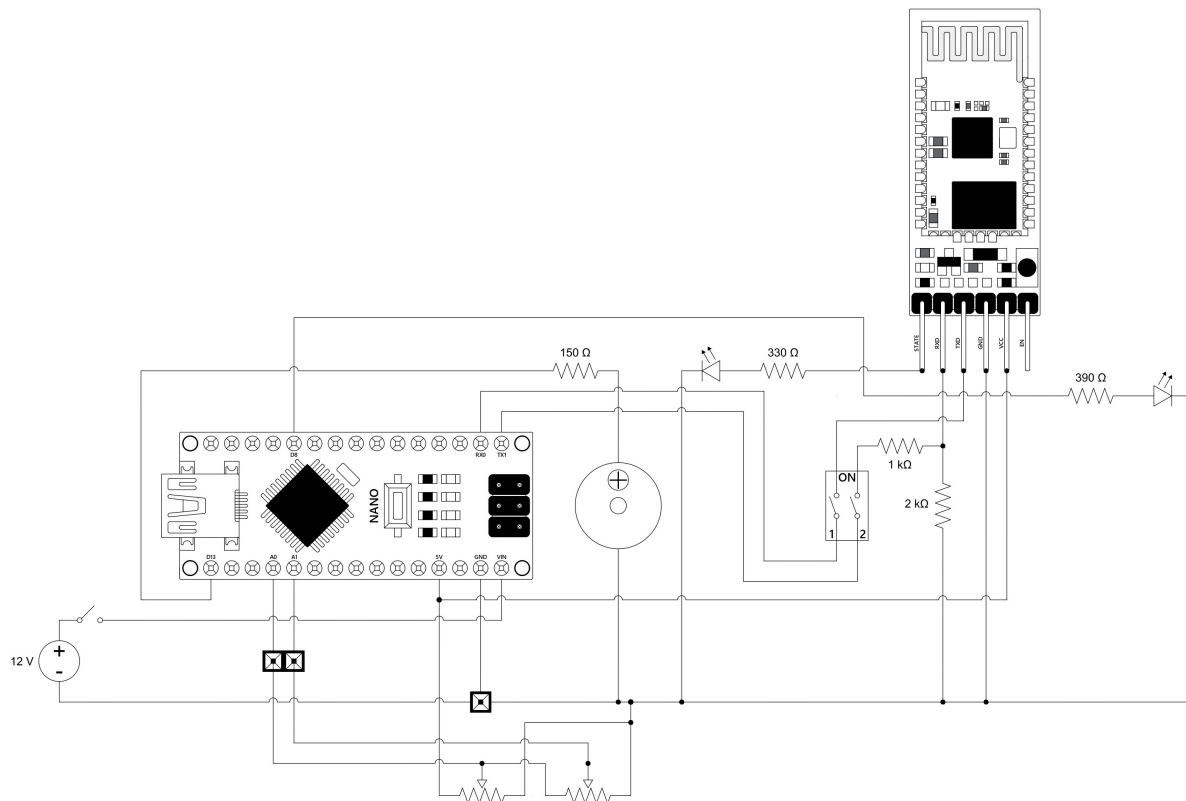 STATE
RXD
TXD
GND
VCC
EN
150 Ω
330 Ω
390 Ω
D8
RX0
TX1
1 kΩ
ON
NANO
2 kΩ
1 2
D13
A0
A1
5V
GND
VIN
12 V
+
-